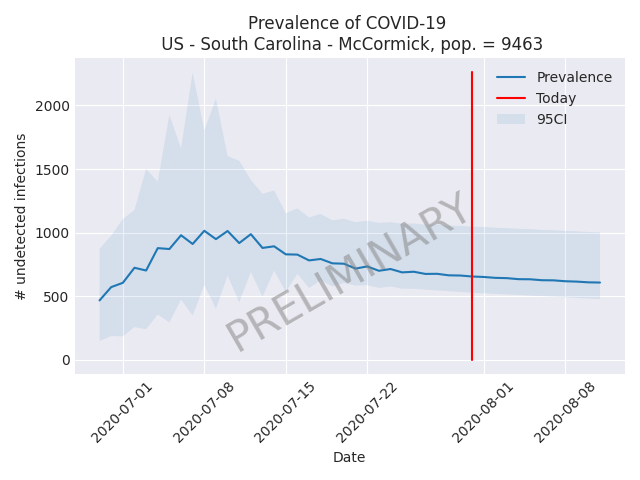 Prevalence of COVID-19
US - South Carolina - McCormick, pop. = 9463
# undetected infections
2000
1500
1000
500
0
Prevalence
Today
95CI
PRELIMINARY
2020-07-01
2020-07-08
2020-07-15
2020-07-22
2020-08-01
2020-08-08
Date